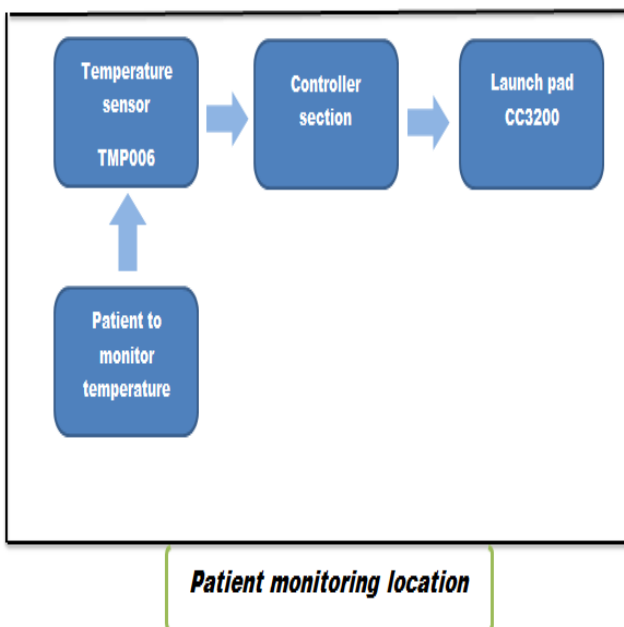 Temperature
sensor
TMP006
Controller
section
Launch pad
CC3200
Patient to
monitor
temperature
Patient monitoring location